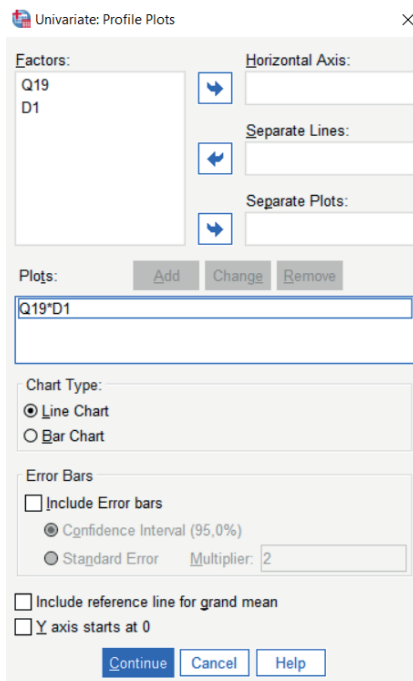 Univariate: Profile Plots
Factors:
Q19
D1
Horizontal Axis:
Separate Lines:
Separate Plots:
Plots:
Add Change Remove
Q19*D1
Chart Type:
Line Chart
Bar Chart
Error Bars
Include Error bars
Confidence Interval (95,0%)
Standard Error Multiplier: 2
Include reference line for grand mean
Y axis starts at 0
Continue Cancel Help